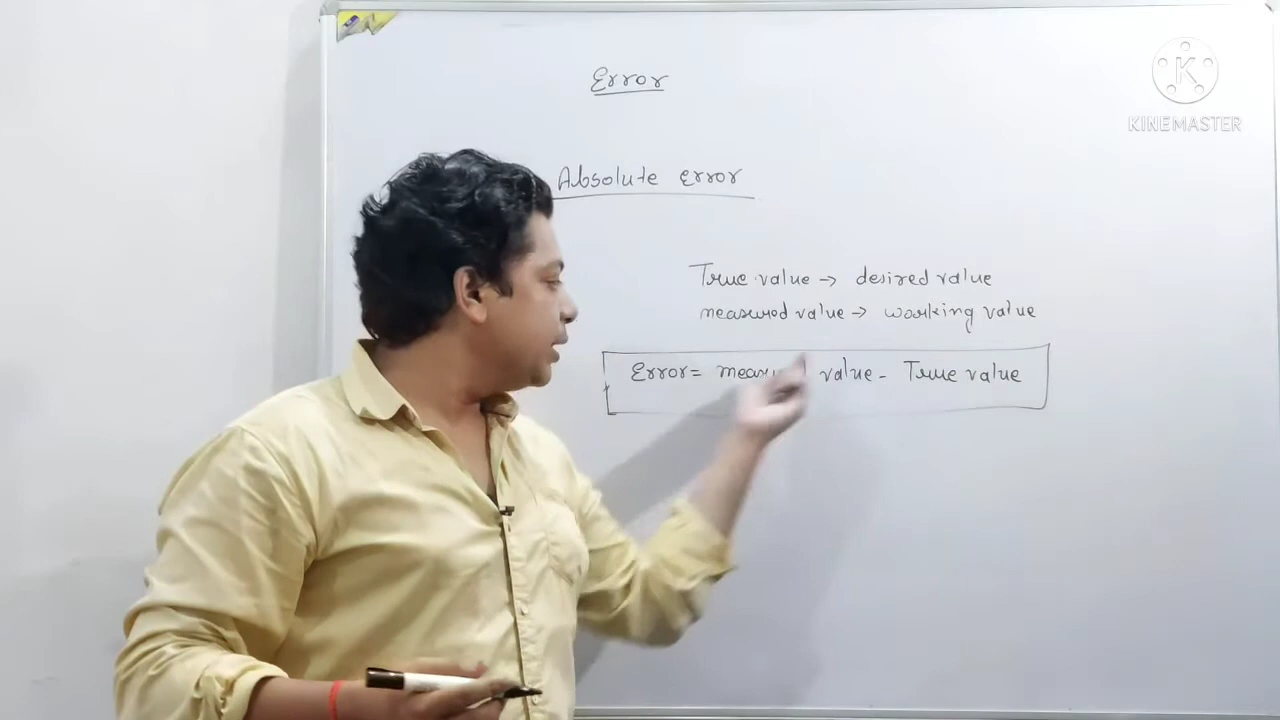 Error
Absolute error
True value → desired value
measured value → working value
Error = value - True value
K
KINEMASTER